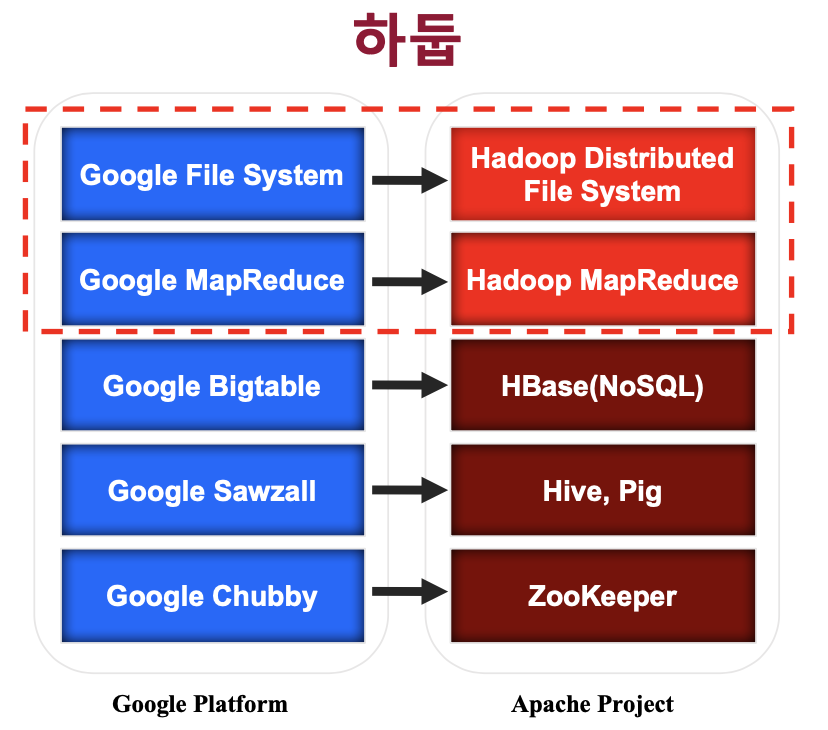 하둡
Google File System
Hadoop Distributed
File System
Google MapReduce
Hadoop MapReduce
Google Bigtable
HBase(NoSQL)
Google Sawzall
Hive, Pig
Google Chubby
ZooKeeper
Google Platform
Apache Project